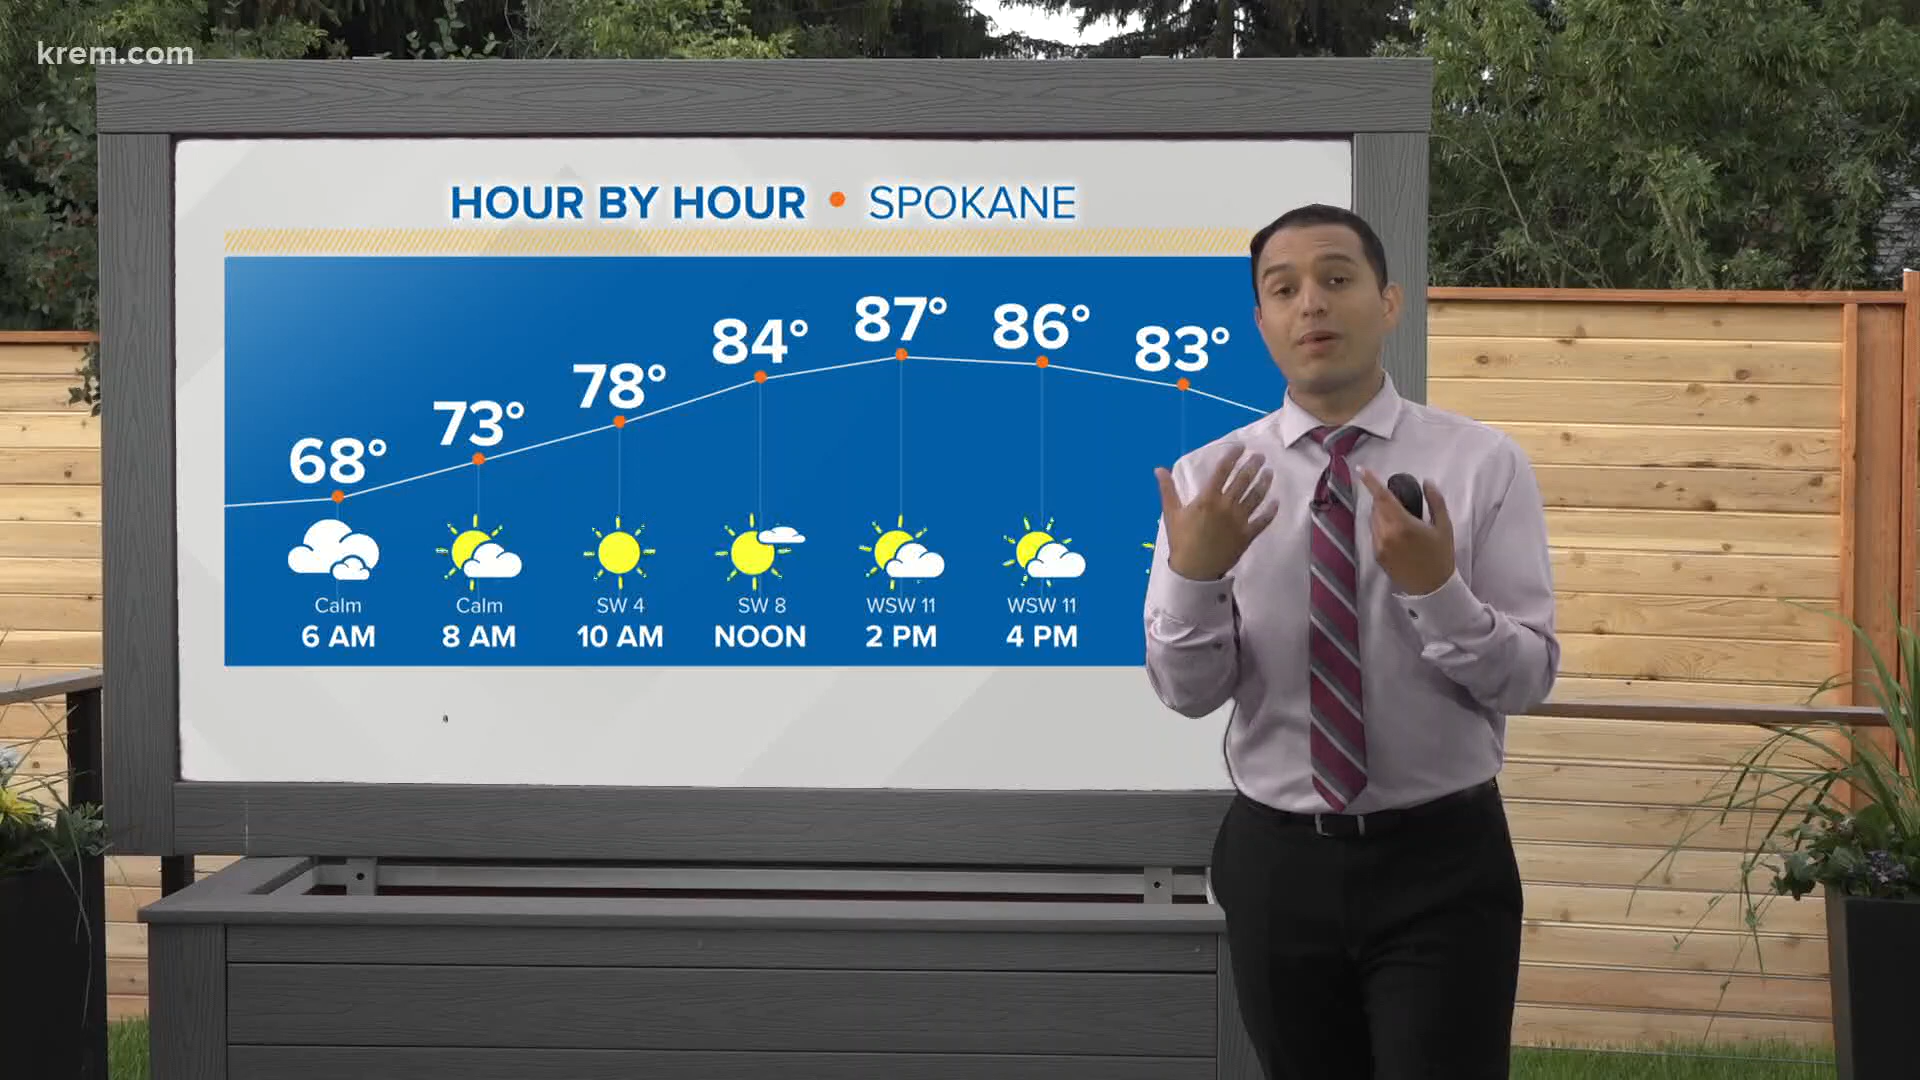 krem.com
HOUR BY HOUR • SPOKANE
68° 73° 78° 84° 87° 86° 83°
Calm Calm SW 4 SW 8 WSW 11 WSW 11
6 AM 8 AM 10 AM NOON 2 PM 4 PM